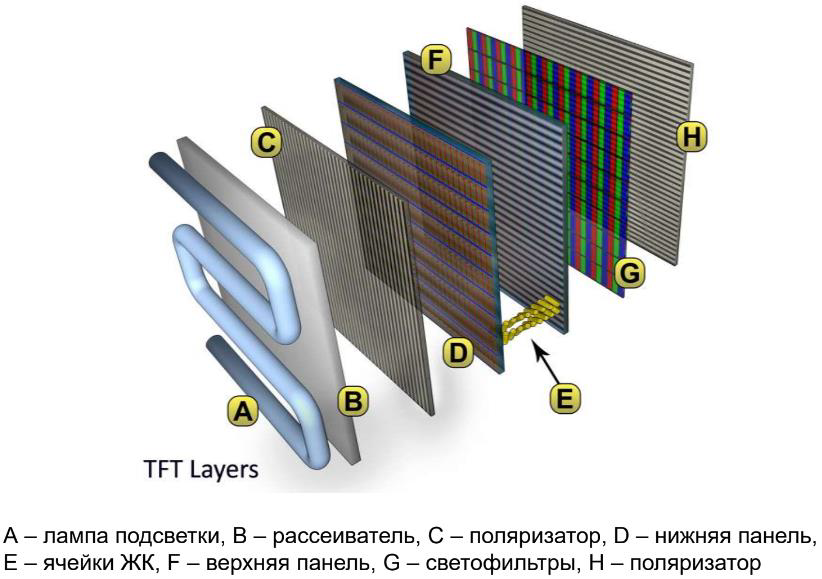 F
C
H
G
D
E
B
A
TFT Layers
A – лампа подсветки, B – рассеиватель, C – поляризатор, D – нижняя панель,
E – ячейки ЖК, F – верхняя панель, G – светофильтры, H – поляризатор